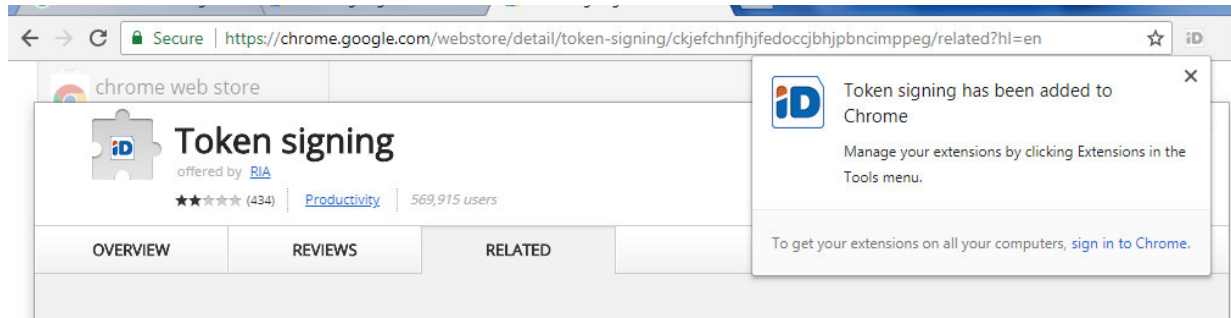 Secure | https://chrome.google.com/webstore/detail/token-signing/ckjefchnfjhjfedoccjbhjpbncimppeg/related?hl=en
iD
chrome web store
iD
Token signing
offered by RIA
(434) Productivity 569,915 users
OVERVIEW REVIEWS RELATED
iD
Token signing has been added to
Chrome
Manage your extensions by clicking Extensions in the
Tools menu.
To get your extensions on all your computers, sign in to Chrome.